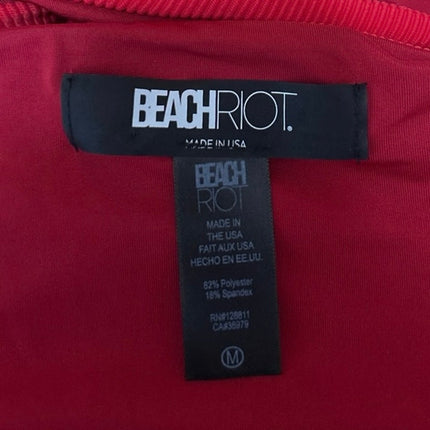 BEACHRIOT.
MADE IN USA
BEACH
RIOT
MADE IN
THE USA
FAIT AUX USA
HECHO EN EE.UU.
82% Polyester
18% Spandex
RN#128811
CA#36979
M